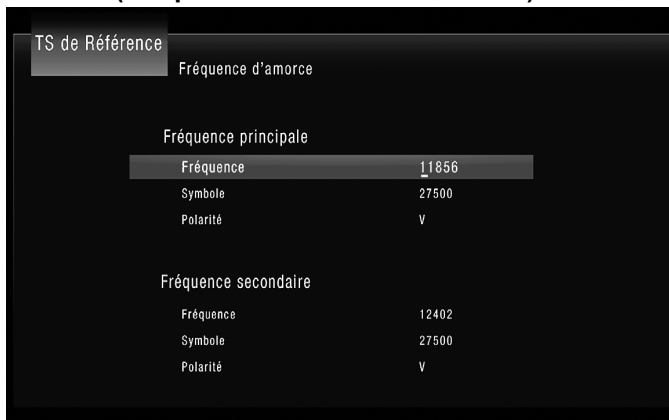 TS de Référence
Fréquence d'amorce
Fréquence principale
Fréquence 11856
Symbole 27500
Polarité V
Fréquence secondaire
Fréquence 12402
Symbole 27500
Polarité V